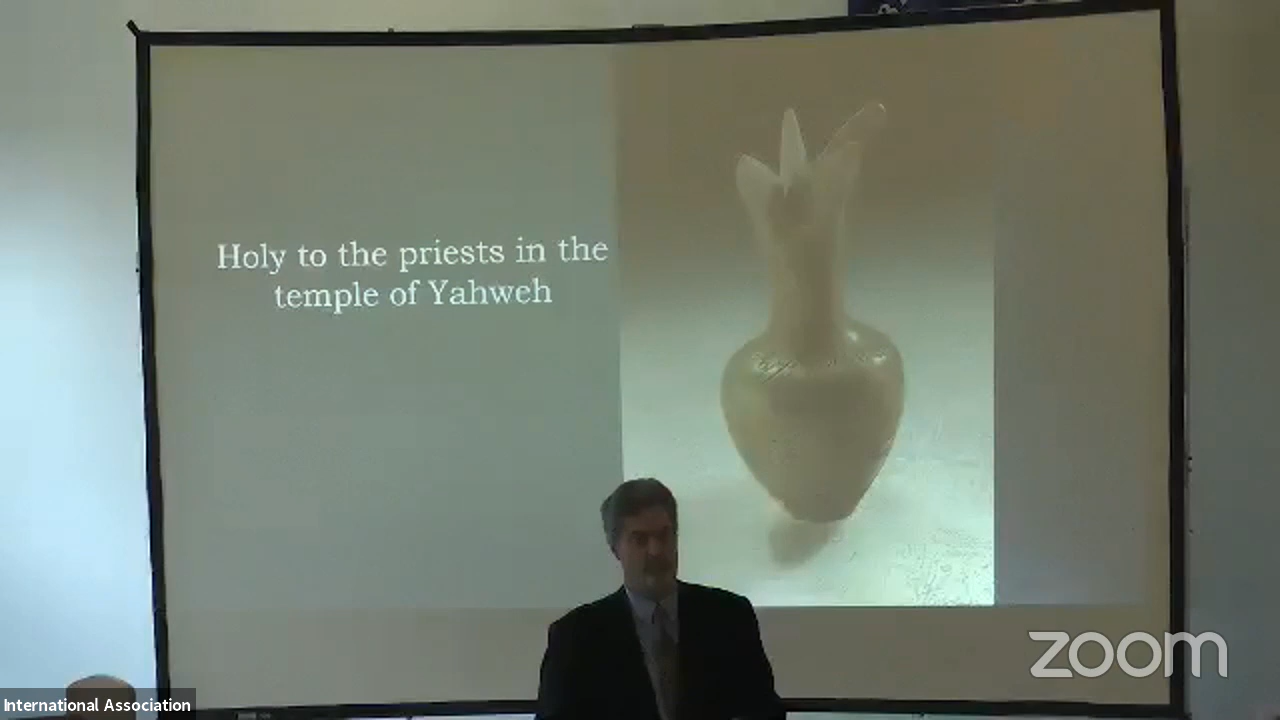 Holy to the priests in the
temple of Yahweh
zoom
International Association